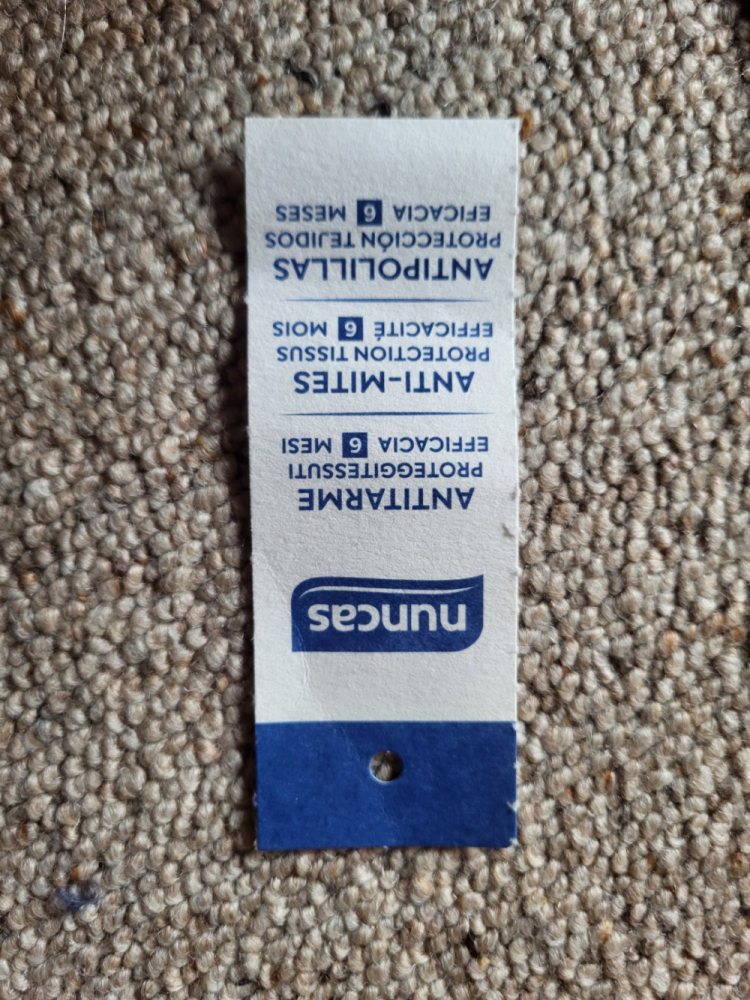 nuncas
ANTITARME
PROTEGGITESSUTI
EFFICACIA 6 MESI
ANTI-MITES
PROTECTION TISSUS
EFFICACITÉ 6 MOIS
ANTIPOLILLAS
PROTECCIÓN TEJIDOS
EFICACIA 6 MESES